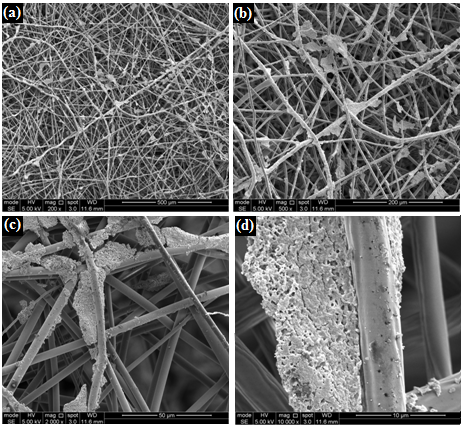 (a)
mode HV mag □ spot WD 500 µm
SE 5.00 kV 200 x 3.0 11.6 mm
(b)
mode HV mag □ spot WD 200 µm
SE 5.00 kV 500 x 3.0 11.6 mm
(c)
mode HV mag □ spot WD 50 µm
SE 5.00 kV 2 000 x 3.0 11.6 mm
(d)
mode HV mag □ spot WD 10 µm
SE 5.00 kV 10 000 x 3.0 11.6 mm